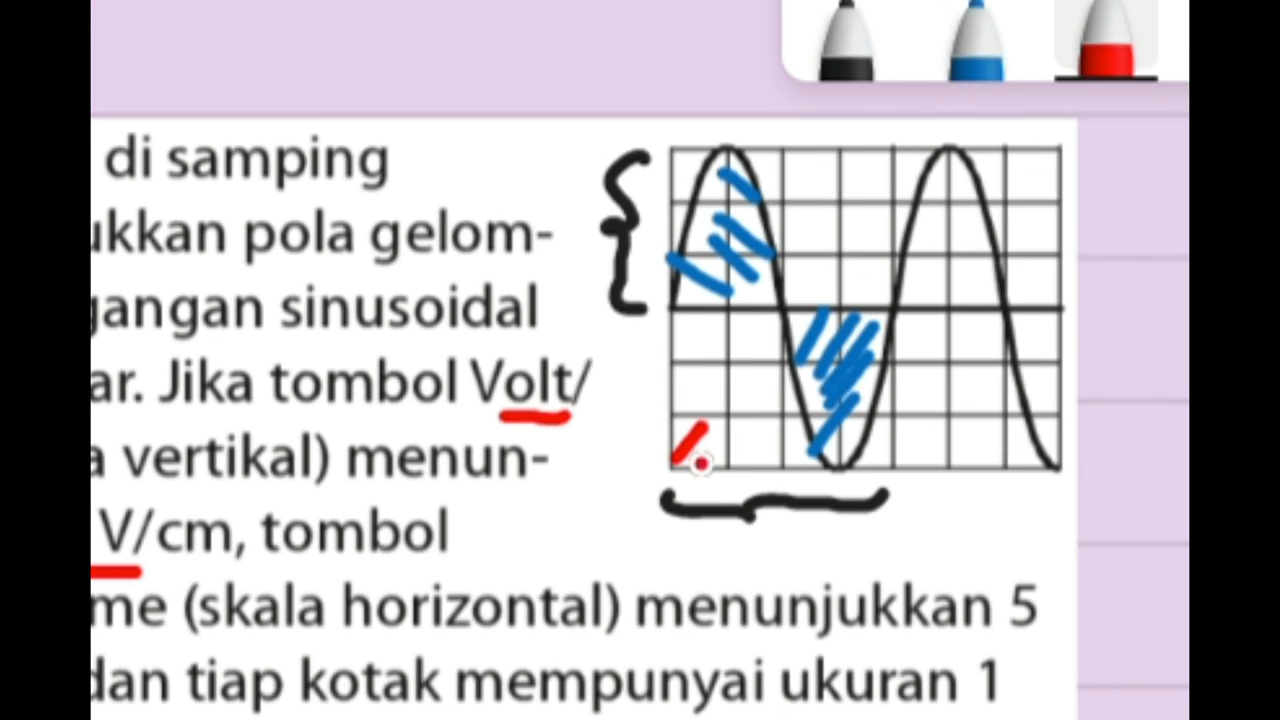 di samping
ukkan pola gelom-
gangan sinusoidal
ar. Jika tombol Volt/
a vertikal) menun-
V/cm, tombol
me (skala horizontal) menunjukkan 5
dan tiap kotak mempunyai ukuran 1